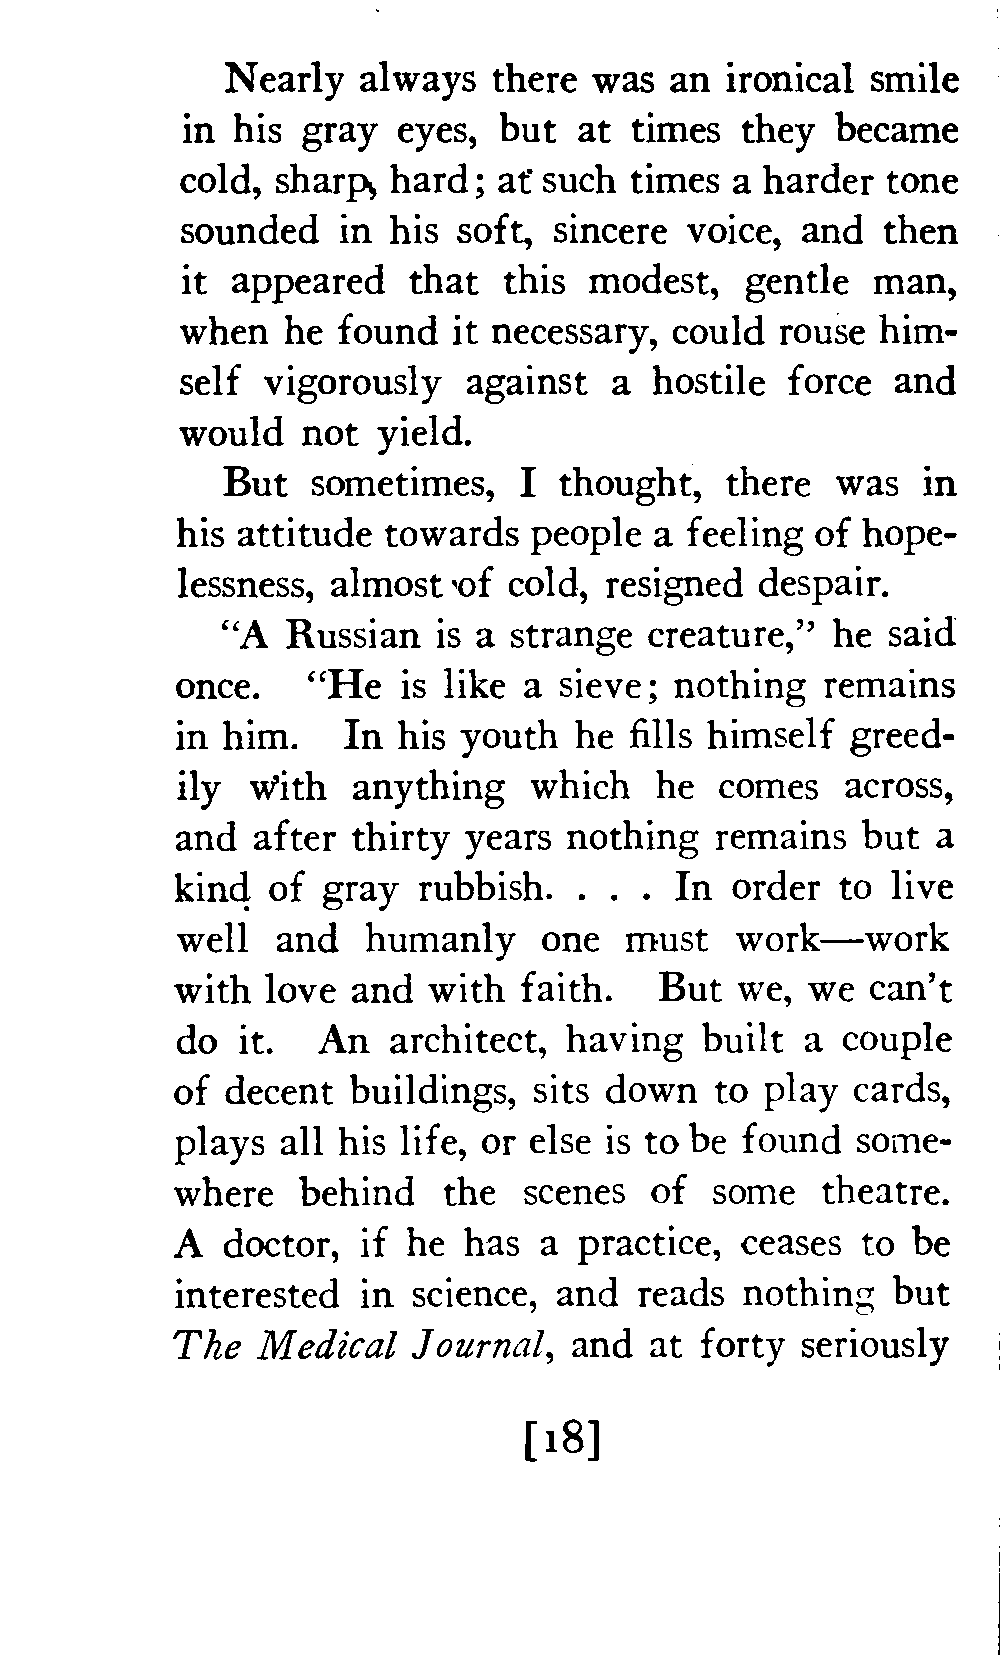 Nearly always there was an ironical smile
in his gray eyes, but at times they became
cold, sharp, hard; at such times a harder tone
sounded in his soft, sincere voice, and then
it appeared that this modest, gentle man,
when he found it necessary, could rouse him-
self vigorously against a hostile force and
would not yield.
But sometimes, I thought, there was in
his attitude towards people a feeling of hope-
lessness, almost of cold, resigned despair.
“A Russian is a strange creature,” he said
once. “He is like a sieve; nothing remains
in him. In his youth he fills himself greed-
ily with anything which he comes across,
and after thirty years nothing remains but a
kind of gray rubbish. . . . In order to live
well and humanly one must work—work
with love and with faith. But we, we can’t
do it. An architect, having built a couple
of decent buildings, sits down to play cards,
plays all his life, or else is to be found some-
where behind the scenes of some theatre.
A doctor, if he has a practice, ceases to be
interested in science, and reads nothing but
The Medical Journal, and at forty seriously
[18]